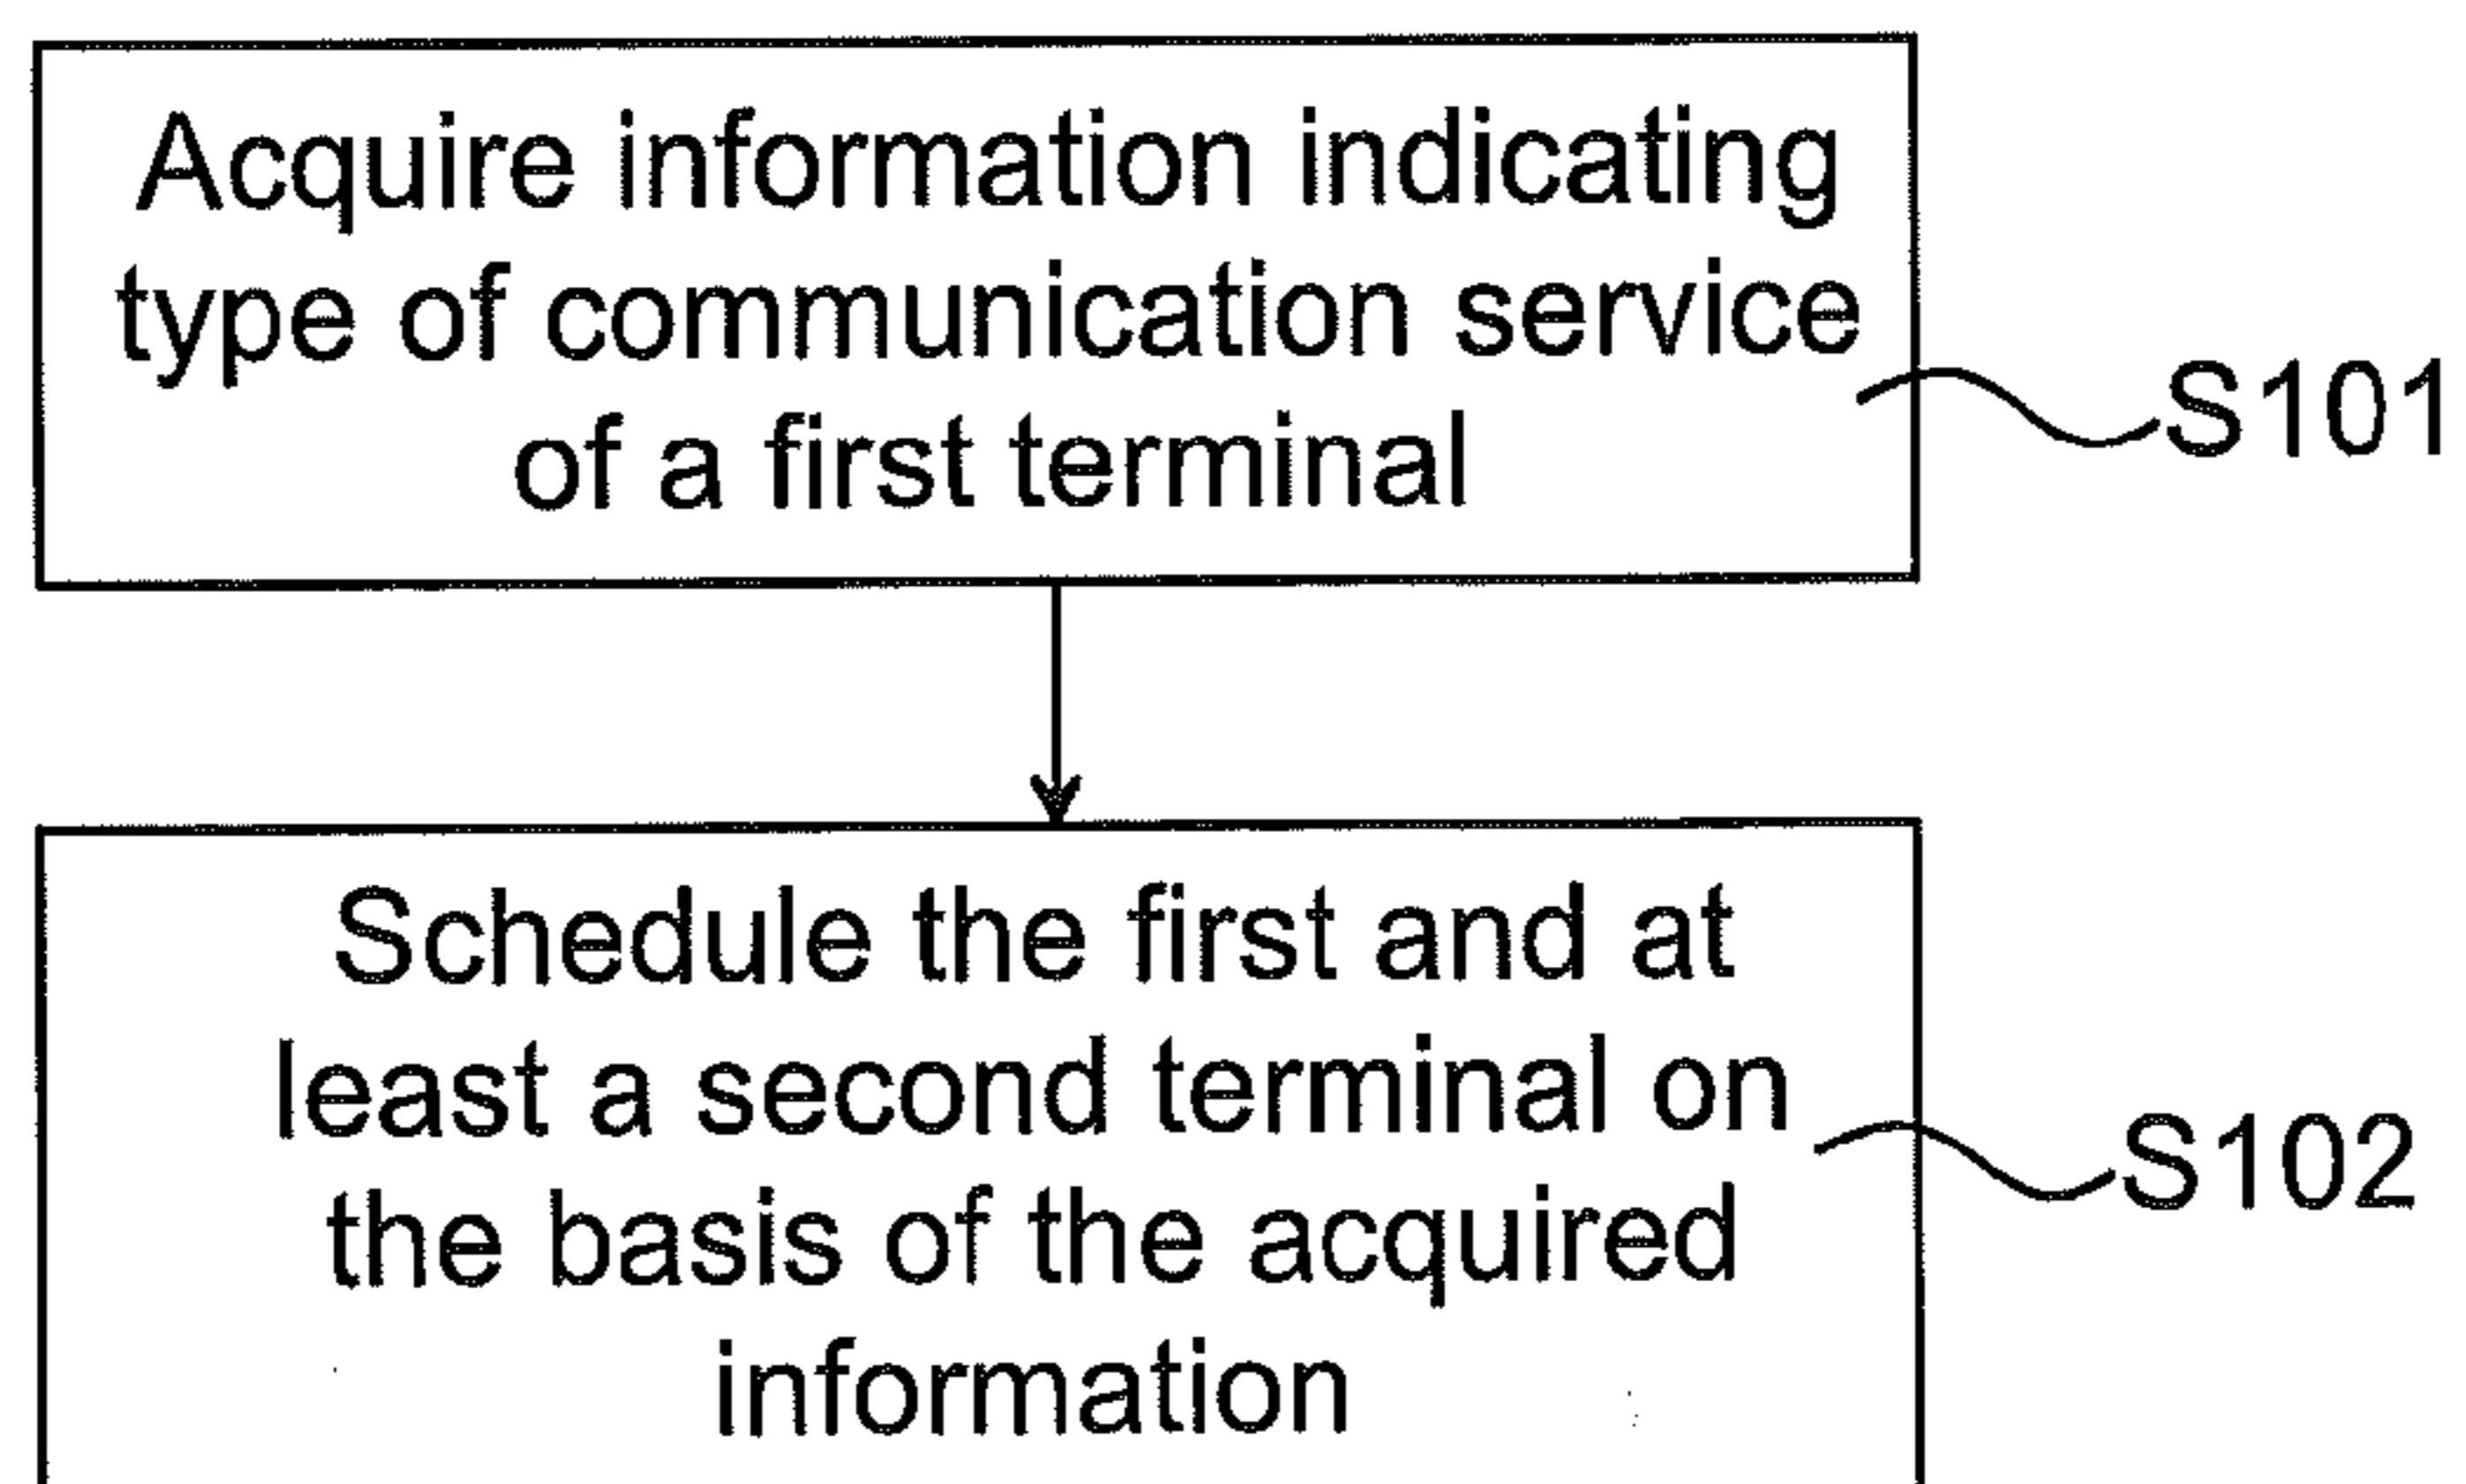 Acquire information indicating
type of communication service
of a first terminal
S101
Schedule the first and at
least a second terminal on
the basis of the acquired
information
S102